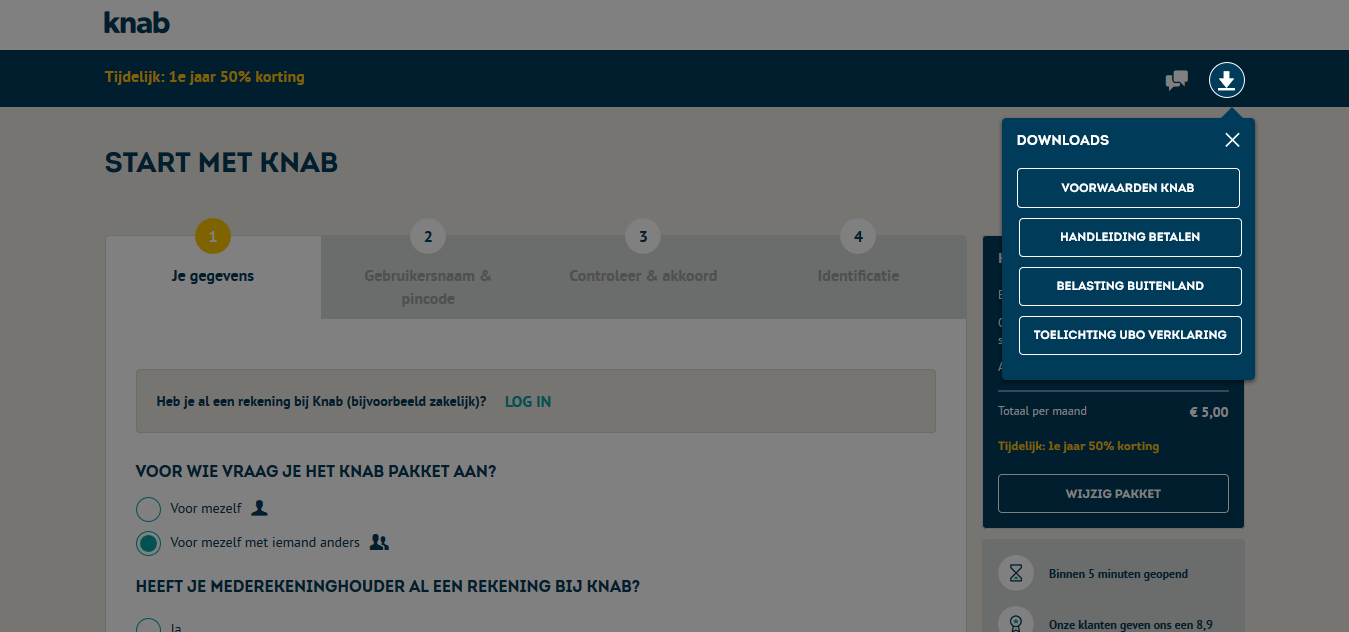 knab
Tijdelijk: 1e jaar 50% korting
DOWNLOADS
VOORWAARDEN KNAB
HANDLEIDING BETALEN
BELASTING BUITENLAND
TOELICHTING UBO VERKLARING
START MET KNAB
1
Je gegevens
2
Gebruikersnaam &
pincode
3
Controleer & akkoord
4
Identificatie
Heb je al een rekening bij Knab (bijvoorbeeld zakelijk)? LOG IN
VOOR WIE VRAAG JE HET KNAB PAKKET AAN?
Voor mezelf
Voor mezelf met iemand anders
HEEFT JE MEDEREKENINGHOUDER AL EEN REKENING BIJ KNAB?
Ja
Totaal per maand € 5,00
Tijdelijk: 1e jaar 50% korting
WIJZIG PAKKET
Binnen 5 minuten geopend
Onze klanten geven ons een 8,9